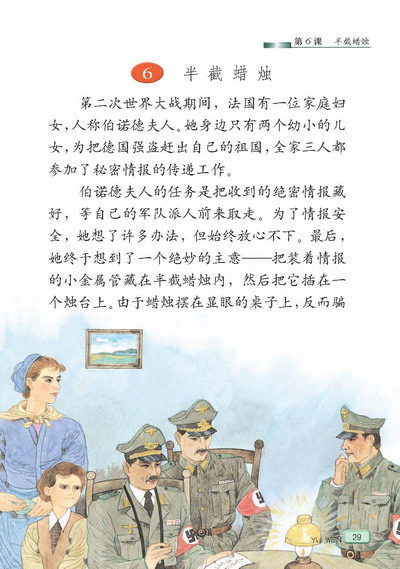 第6课 半截蜡烛
6 半截蜡烛
第二次世界大战期间，法国有一位家庭妇
女，人称伯诺德夫人。她身边只有两个幼小的儿
女，为把德国强盗赶出自己的祖国，全家三人都
参加了秘密情报的传递工作。
伯诺德夫人的任务是把收到的绝密情报藏
好，等自己的军队派人前来取走。为了情报安
全，她想了许多办法，但始终放心不下。最后，
她终于想到了一个绝妙的主意——把装着情报
的小金属管藏在半截蜡烛内，然后把它插在一
个烛台上。由于蜡烛摆在显眼的桌子上，反而骗
YU WEN 29